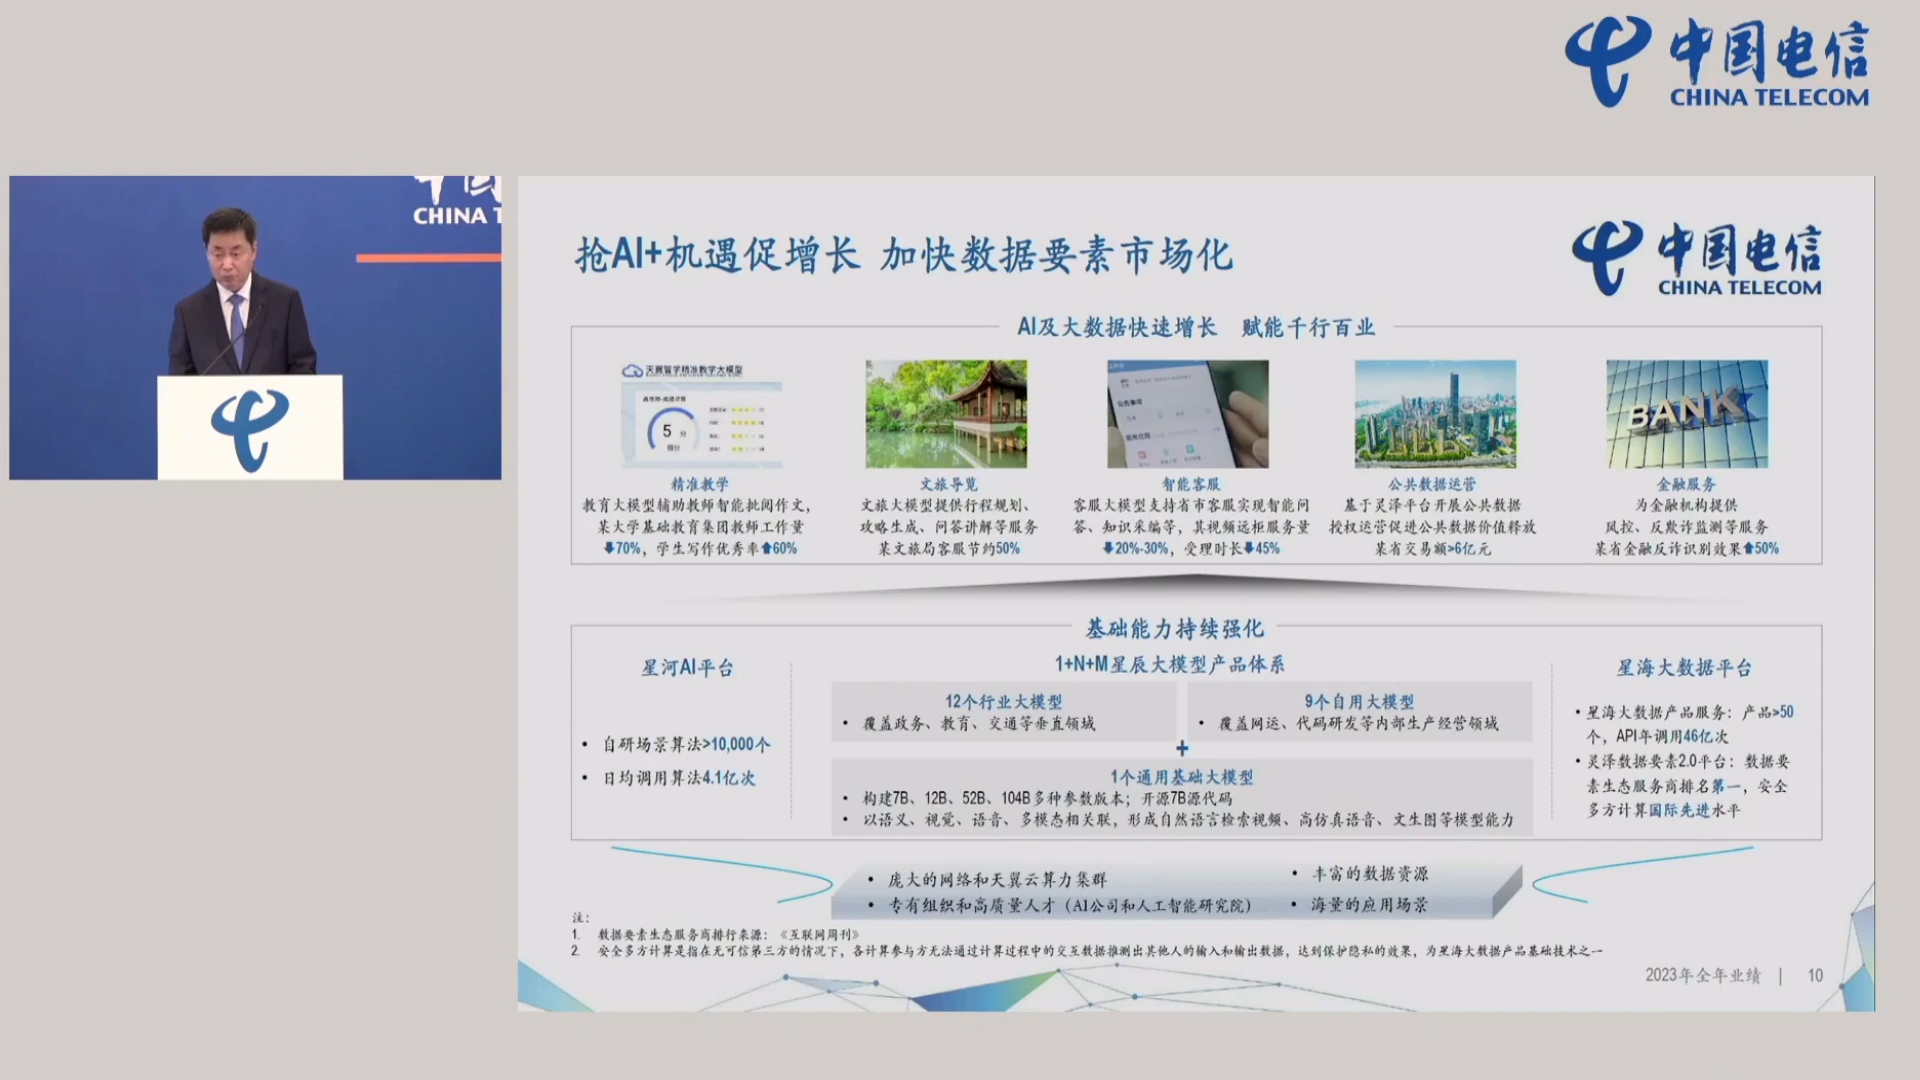 中国电信
CHINA TELECOM
CHINA T
抢AI+机遇促增长 加快数据要素市场化
中国电信
CHINA TELECOM
AI及大数据快速增长 赋能千行百业
天翼智学精准教学大模型
5 分
BANK
精准教学
教育大模型辅助教师智能批阅作文，
某大学基础教育集团教师工作量
⬇70%，学生写作优秀率⬆60%
文旅导览
文旅大模型提供行程规划、
攻略生成、问答讲解等服务
某文旅局客服节约50%
智能客服
客服大模型支持省市客服实现智能问
答、知识采编等，其视频远柜服务量
⬇20%-30%，受理时长⬇45%
公共数据运营
基于灵泽平台开展公共数据
授权运营促进公共数据价值释放
某省交易额>6亿元
金融服务
为金融机构提供
风控、反欺诈监测等服务
某省金融反诈识别效果⬆50%
基础能力持续强化
星河AI平台
• 自研场景算法>10,000个
• 日均调用算法4.1亿次
1+N+M星辰大模型产品体系
12个行业大模型
• 覆盖政务、教育、交通等垂直领域
9个自用大模型
• 覆盖网运、代码研发等内部生产经营领域
+
1个通用基础大模型
• 构建7B、12B、52B、104B多种参数版本；开源7B源代码
• 以语义、视觉、语音、多模态相关联，形成自然语言检索视频、高仿真语音、文生图等模型能力
星海大数据平台
• 星海大数据产品服务：产品>50
个，API年调用46亿次
• 灵泽数据要素2.0平台：数据要
素生态服务商排名第一，安全
多方计算国际先进水平
• 庞大的网络和天翼云算力集群
• 专有组织和高质量人才（AI公司和人工智能研究院）
• 丰富的数据资源
• 海量的应用场景
注：
1. 数据要素生态服务商排行来源：《互联网周刊》
2. 安全多方计算是指在无可信第三方的情况下，各计算参与方无法通过计算过程中的交互数据推测出其他人的输入和输出数据，达到保护隐私的效果，为星海大数据产品基础技术之一
2023年全年业绩 | 10